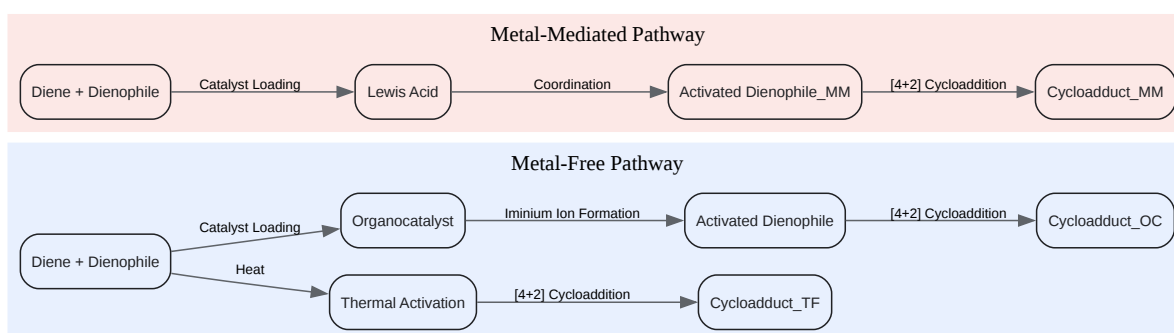 Metal-Mediated Pathway
Diene + Dienophile
Catalyst Loading
Lewis Acid
Coordination
Activated Dienophile_MM
[4+2] Cycloaddition
Cycloadduct_MM
Metal-Free Pathway
Diene + Dienophile
Catalyst Loading
Organocatalyst
Iminium Ion Formation
Activated Dienophile
[4+2] Cycloaddition
Cycloadduct_OC
Heat
Thermal Activation
[4+2] Cycloaddition
Cycloadduct_TF